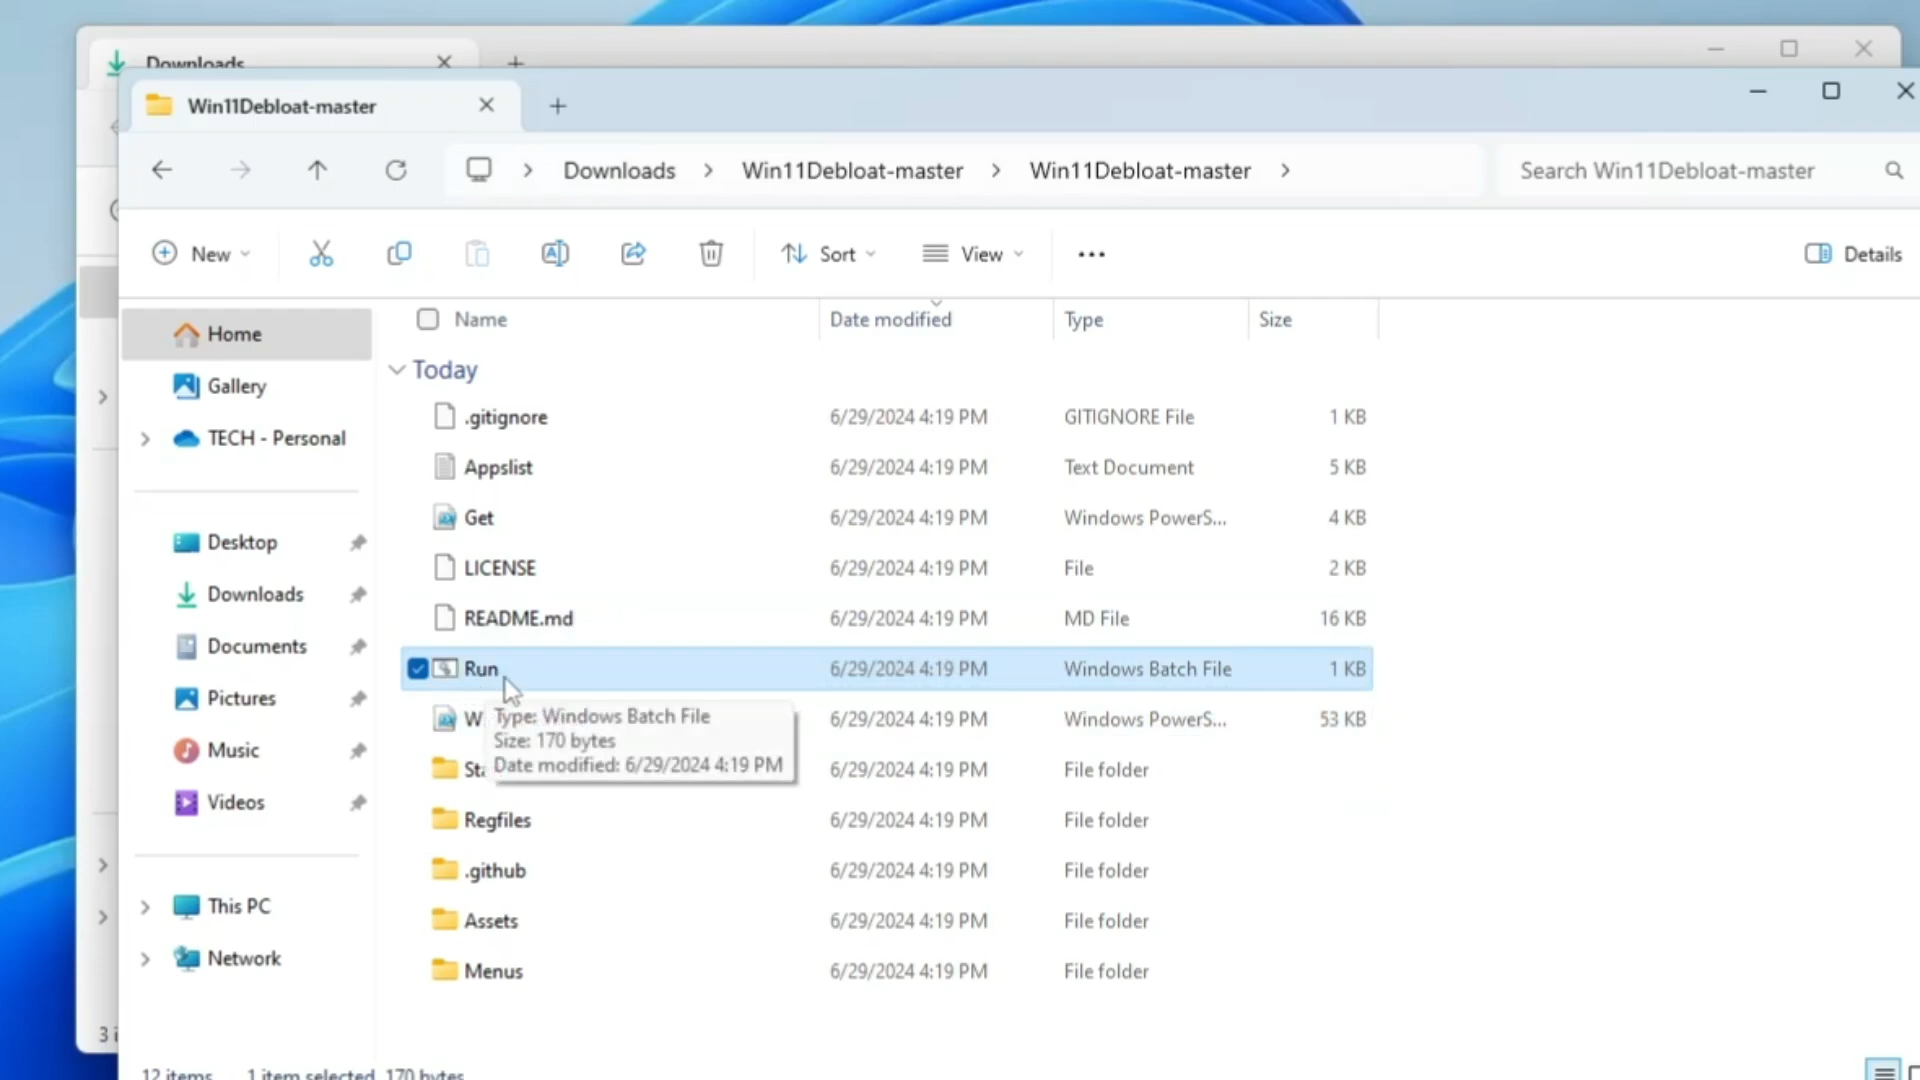 Downloads
Win11Debloat-master
Downloads Win11Debloat-master Win11Debloat-master
Search Win11Debloat-master
New
Sort
View
Details
Home
Gallery
TECH - Personal
Desktop
Downloads
Documents
Pictures
Music
Videos
This PC
Network
Name Date modified Type Size
Today
.gitignore 6/29/2024 4:19 PM GITIGNORE File 1 KB
Appslist 6/29/2024 4:19 PM Text Document 5 KB
Get 6/29/2024 4:19 PM Windows PowerS... 4 KB
LICENSE 6/29/2024 4:19 PM File 2 KB
README.md 6/29/2024 4:19 PM MD File 16 KB
Run 6/29/2024 4:19 PM Windows Batch File 1 KB
W 6/29/2024 4:19 PM Windows PowerS... 53 KB
Type: Windows Batch File
Size: 170 bytes
Date modified: 6/29/2024 4:19 PM
6/29/2024 4:19 PM File folder
Regfiles 6/29/2024 4:19 PM File folder
.github 6/29/2024 4:19 PM File folder
Assets 6/29/2024 4:19 PM File folder
Menus 6/29/2024 4:19 PM File folder
3 i
12 items 1 item selected 170 bytes